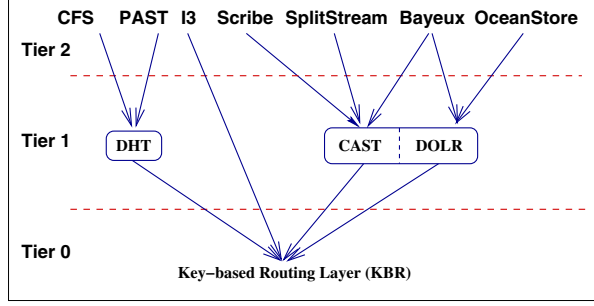 CFS PAST I3 Scribe SplitStream Bayeux OceanStore
Tier 2
Tier 1 DHT CAST DOLR
Tier 0
Key−based Routing Layer (KBR)